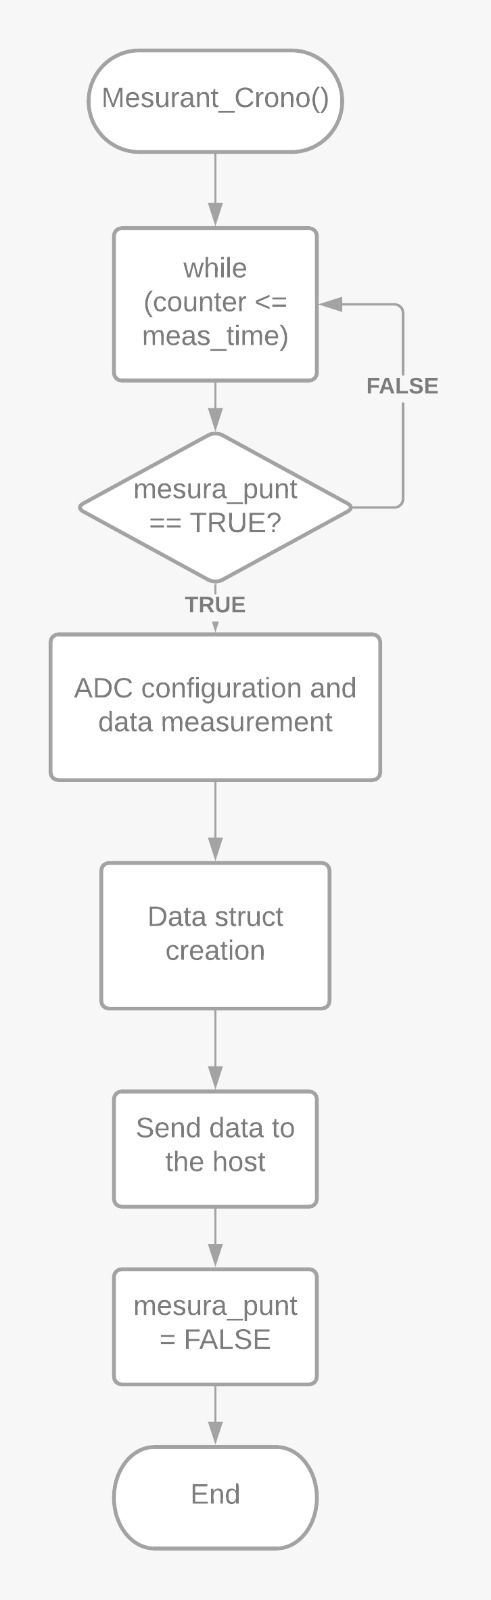 Mesurant_Crono()
while
(counter <=
meas_time)
FALSE
mesura_punt
== TRUE?
TRUE
ADC configuration and
data measurement
Data struct
creation
Send data to
the host
mesura_punt
= FALSE
End